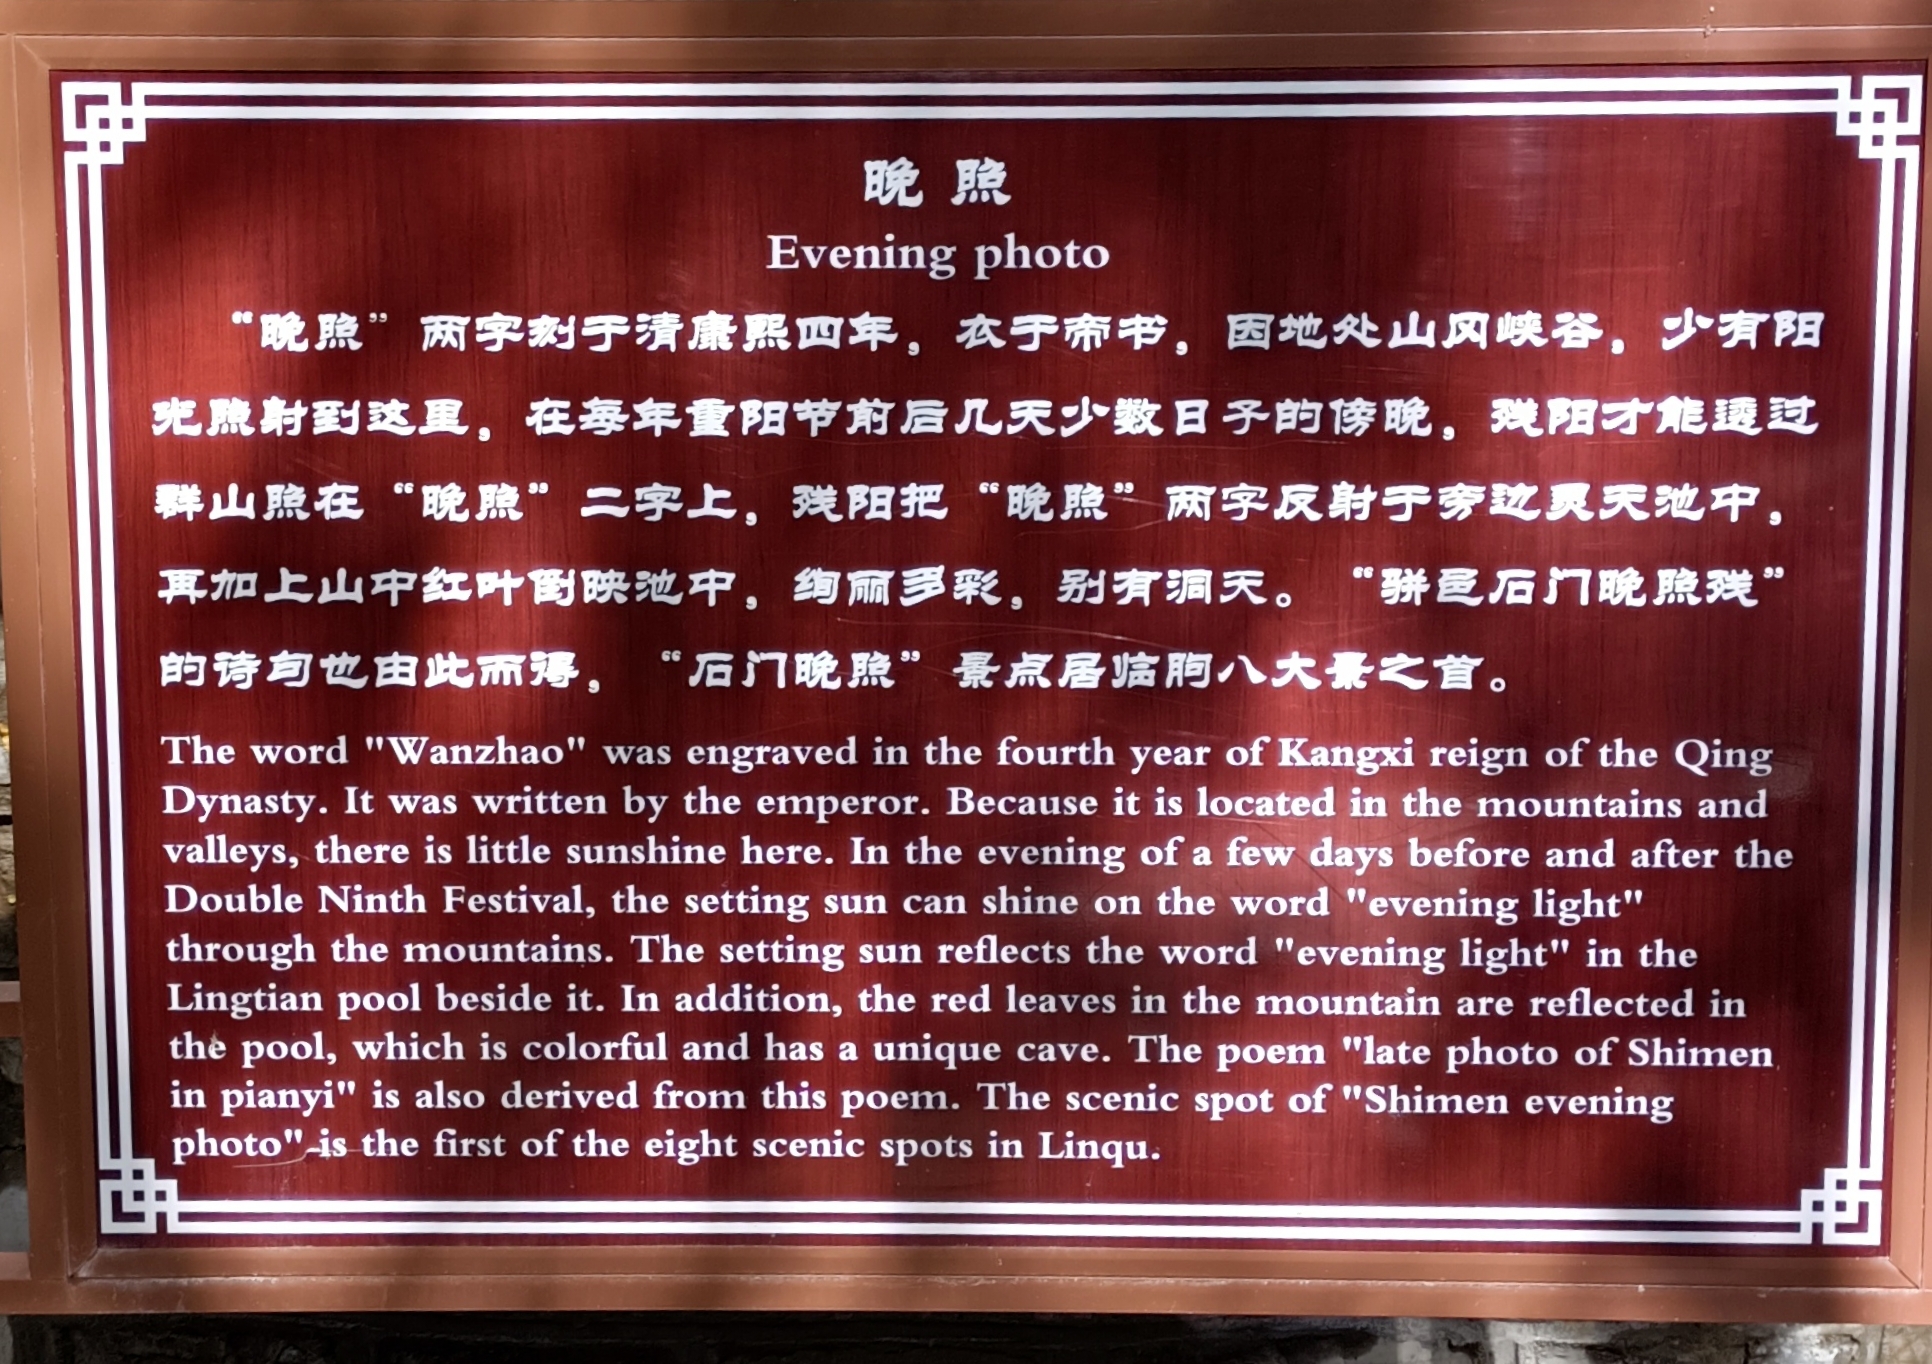 晚照
Evening photo
“晚照”两字刻于清康熙四年，衣于帝书，因地处山冈峡谷，少有阳
光照射到这里，在每年重阳节前后几天少数日子的傍晚，残阳才能透过
群山照在“晚照”二字上，残阳把“晚照”两字反射于旁边灵天池中，
再加上山中红叶倒映池中，绚丽多彩，别有洞天。“骈邑石门晚照残”
的诗句也由此而得，“石门晚照”景点居临朐八大景之首。
The word "Wanzhao" was engraved in the fourth year of Kangxi reign of the Qing
Dynasty. It was written by the emperor. Because it is located in the mountains and
valleys, there is little sunshine here. In the evening of a few days before and after the
Double Ninth Festival, the setting sun can shine on the word "evening light"
through the mountains. The setting sun reflects the word "evening light" in the
Lingtian pool beside it. In addition, the red leaves in the mountain are reflected in
the pool, which is colorful and has a unique cave. The poem "late photo of Shimen
in pianyi" is also derived from this poem. The scenic spot of "Shimen evening
photo" is the first of the eight scenic spots in Linqu.